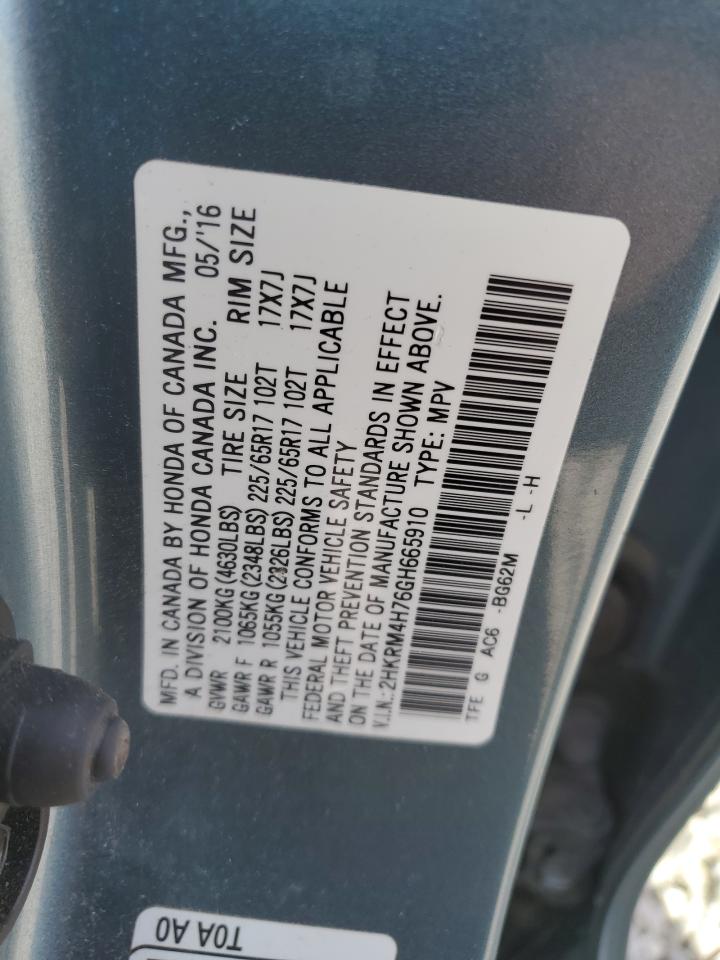 MFD. IN CANADA BY HONDA OF CANADA MFG.,
A DIVISION OF HONDA CANADA INC. 05/'16
GVWR 2100KG (4630LBS) TIRE SIZE RIM SIZE
GAWR F 1065KG (2348LBS) 225/65R17 102T 17X7J
GAWR R 1055KG (2326LBS) 225/65R17 102T 17X7J
THIS VEHICLE CONFORMS TO ALL APPLICABLE
FEDERAL MOTOR VEHICLE SAFETY
AND THEFT PREVENTION STANDARDS IN EFFECT
ON THE DATE OF MANUFACTURE SHOWN ABOVE.
V.I.N.: 2HKRM4H76GH665910 TYPE: MPV
TFE G AC6 -BG62M -L -H
T0A A0